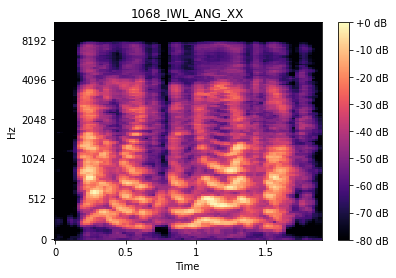 1068_IWL_ANG_XX
+0 dB
8192
-10 dB
4096
-20 dB
-30 dB
2048
Hz
-40 dB
1024
-50 dB
512
-60 dB
-70 dB
0
-80 dB
0
0.5
1
1.5
Time